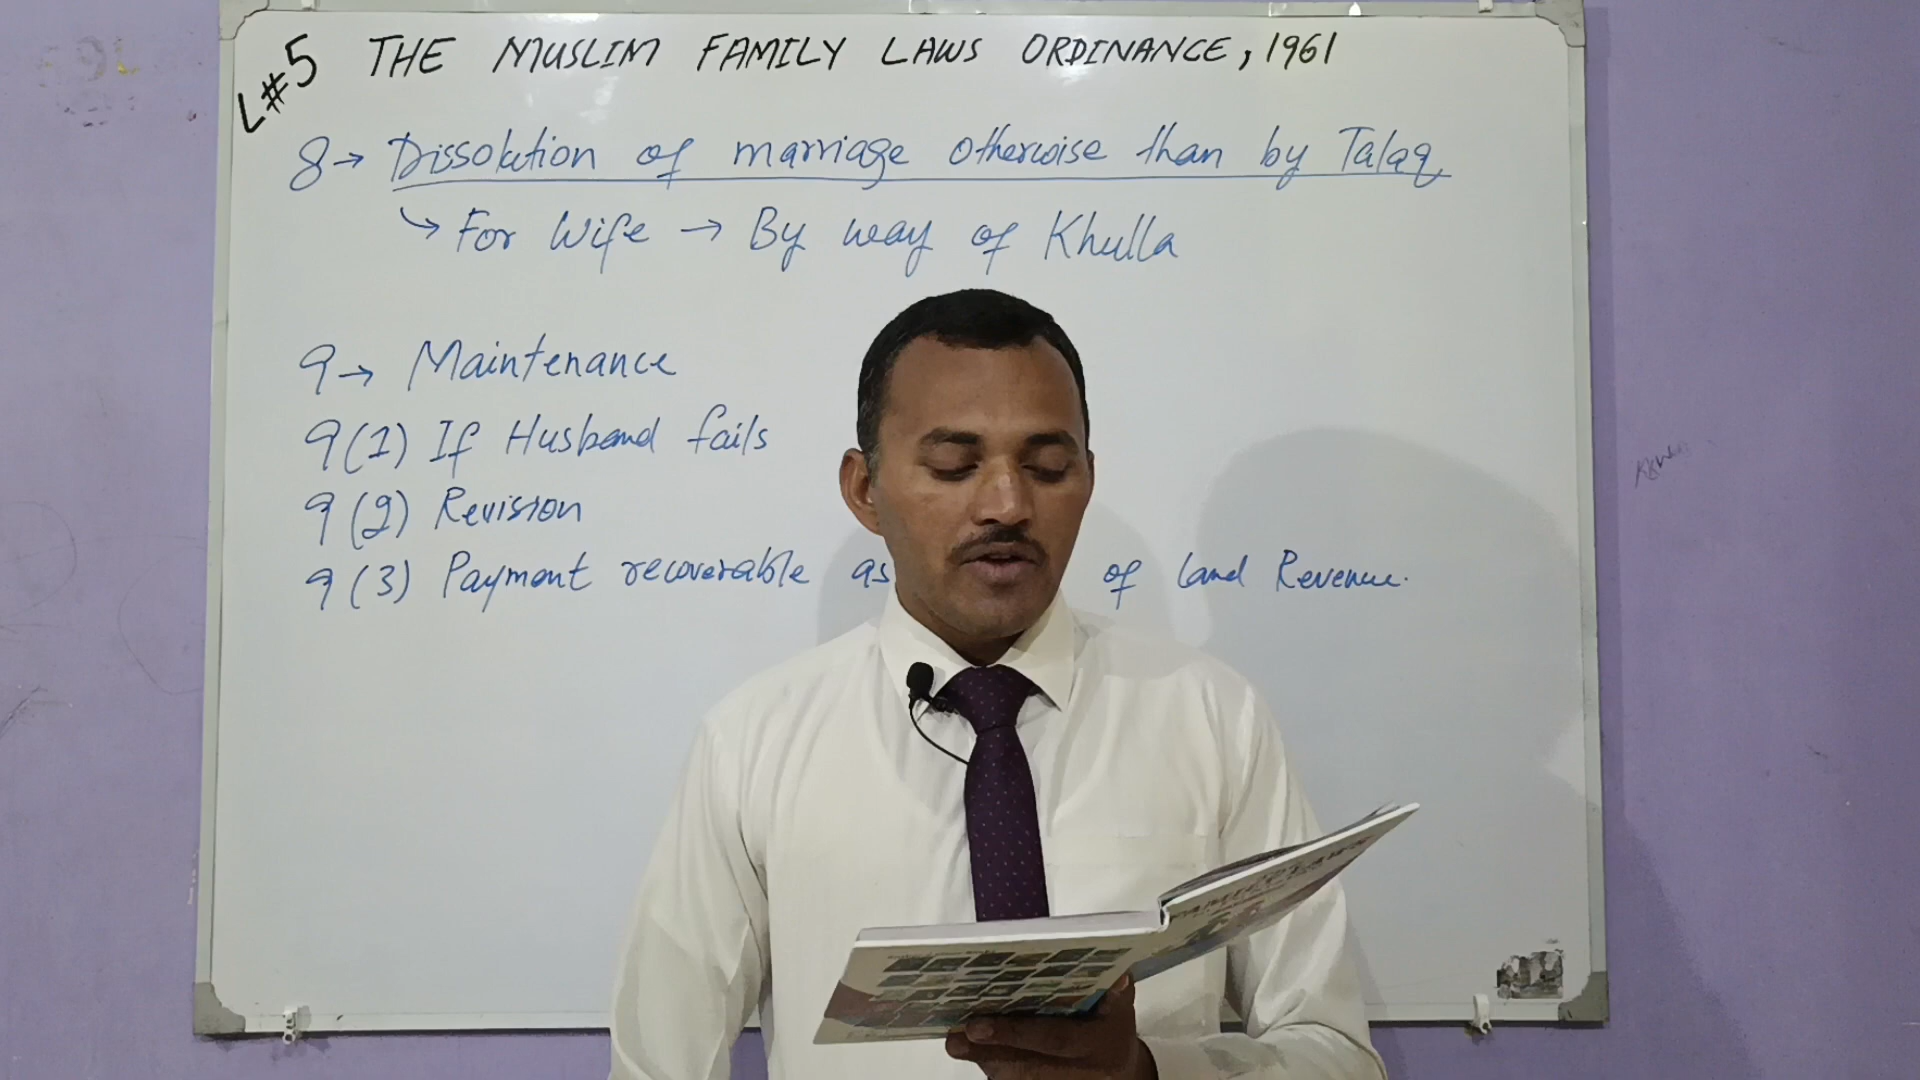 L#5 THE MUSLIM FAMILY LAWS ORDINANCE, 1961
8→ Dissolution of marriage otherwise than by Talaq
↳ For Wife → By way of Khulla
9→ Maintenance
9(1) If Husband fails
9(2) Revision
9(3) Payment recoverable as of land Revenue.